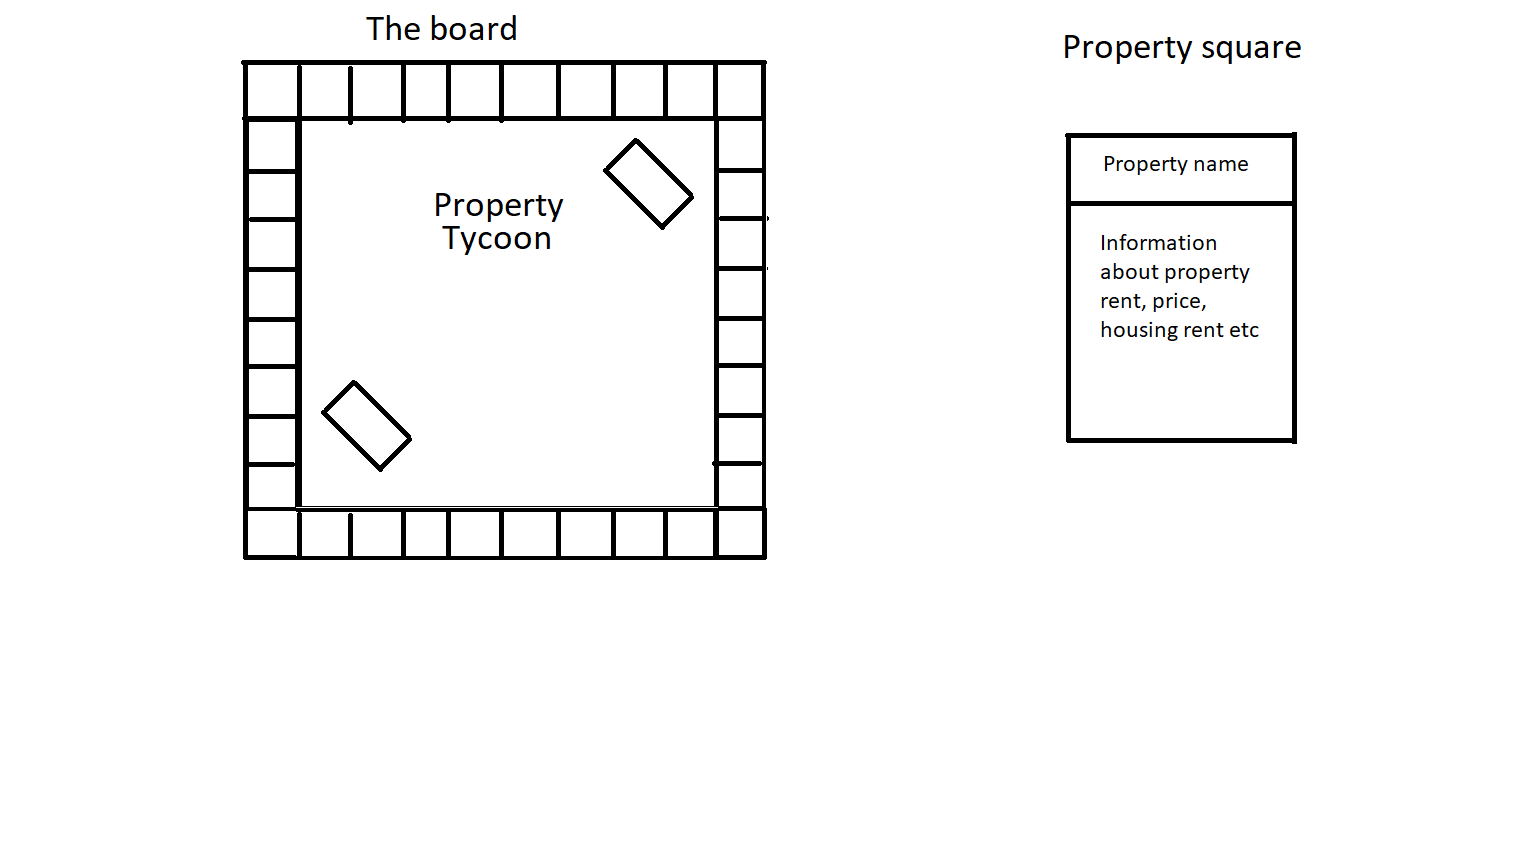 The board
Property
Tycoon
Property square
Property name
Information
about property
rent, price,
housing rent etc